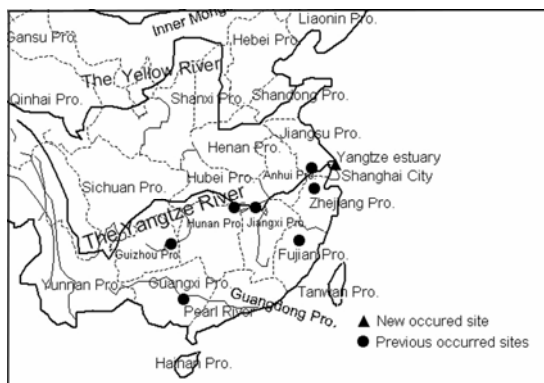 Inner Mong
Liaonin Pro.
Gansu Pro.
Hebei Pro.
The Yellow River
Qinhai Pro.
Shanxi Pro.
Shandong Pro.
Jiangsu Pro.
Henan Pro.
Yangtze estuary
Anhui Pro.
Shanghai City
Hubei Pro.
Sichuan Pro.
Zhejiang Pro.
The Yangtze River
Hunan Pro.
Jiangxi Pro.
Guizhou Pro.
Fujian Pro.
Yunnan Pro.
Guangxi Pro.
Taiwan Pro.
Guangdong Pro.
Pearl River
New occured site
Previous occurred sites
Hainan Pro.